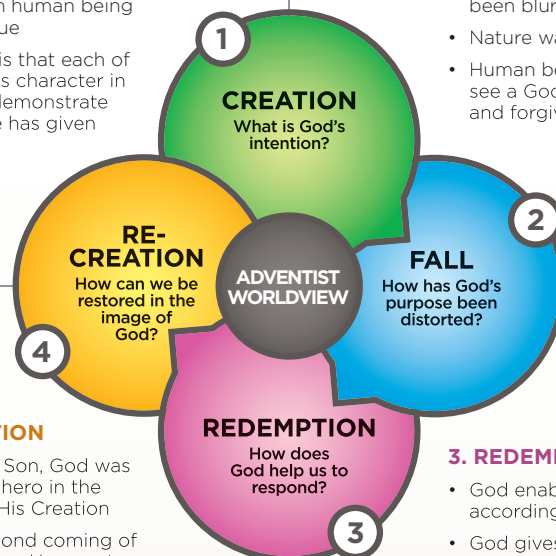 human being
ue
is that each of
s character in
demonstrate
e has given
been blur
• Nature wa
• Human be
see a God
and forgiv
1
CREATION
What is God's
intention?
2
FALL
How has God's
purpose been
distorted?
RE-
CREATION
How can we be
restored in the
image of
God?
4
ADVENTIST
WORLDVIEW
REDEMPTION
How does
God help us to
respond?
3
TION
Son, God was
hero in the
His Creation
ond coming of
3. REDEM
• God enab
according
• God gives